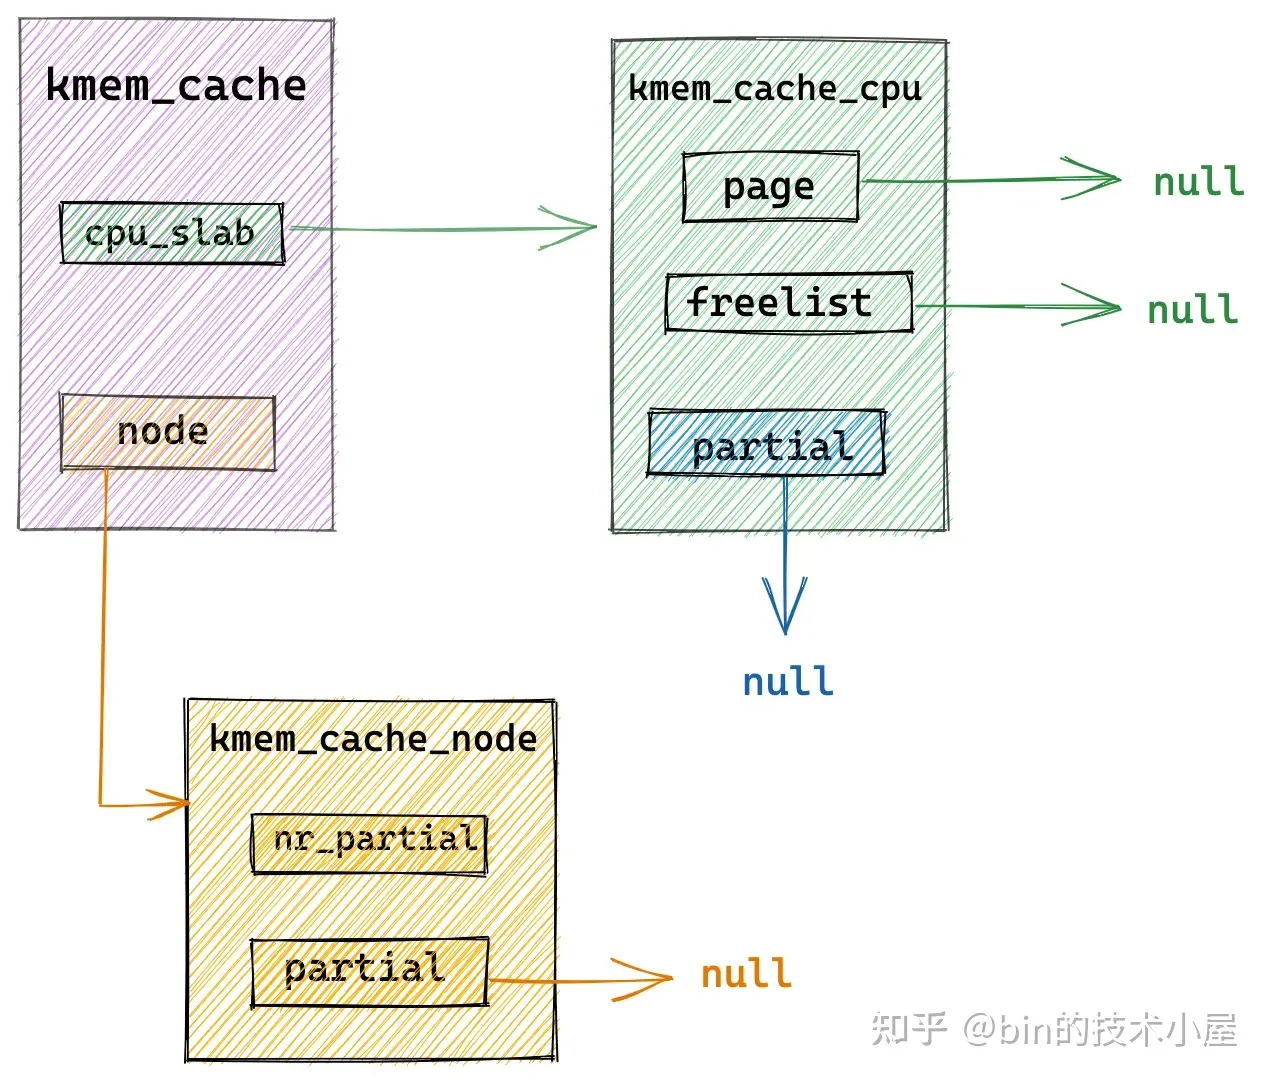 kmem_cache
cpu_slab
node
kmem_cache_cpu
page
null
freelist
null
partial
null
kmem_cache_node
nr_partial
partial
null
知乎 @bin的技术小屋